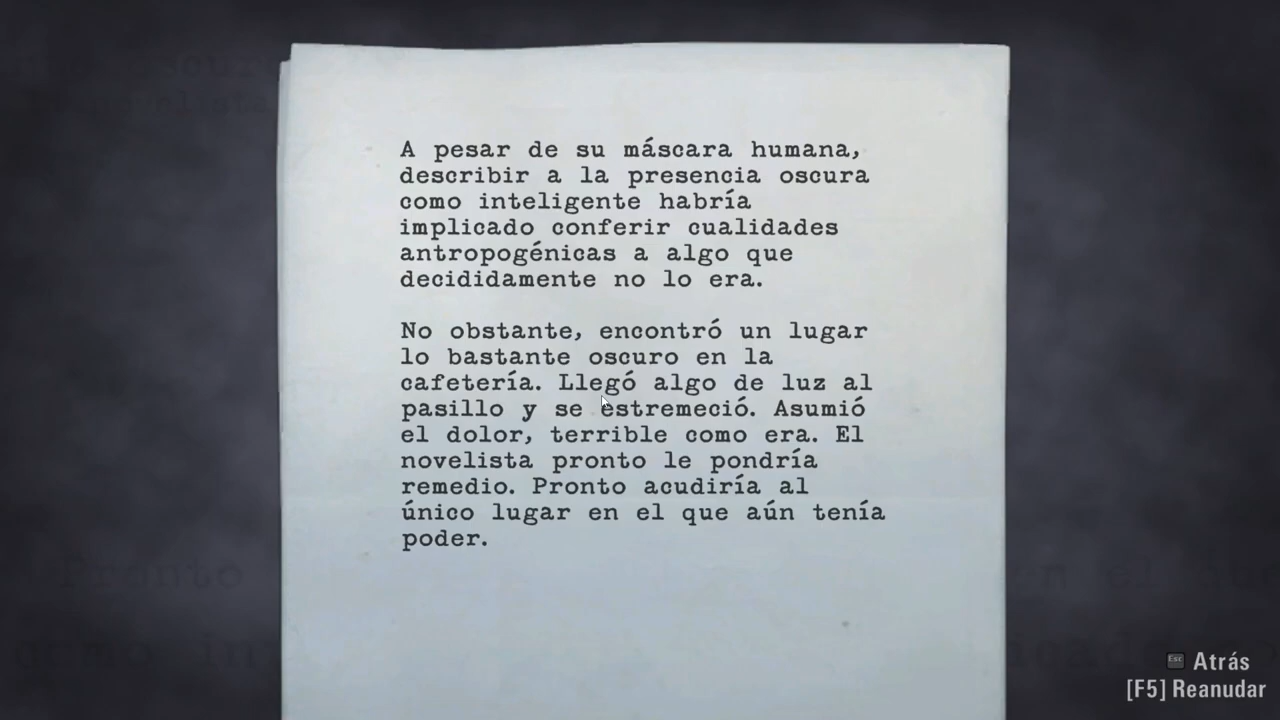 A pesar de su máscara humana,
describir a la presencia oscura
como inteligente habría
implicado conferir cualidades
antropogénicas a algo que
decididamente no lo era.
No obstante, encontró un lugar
lo bastante oscuro en la
cafetería. Llegó algo de luz al
pasillo y se estremeció. Asumió
el dolor, terrible como era. El
novelista pronto le pondría
remedio. Pronto acudiría al
único lugar en el que aún tenía
poder.
Esc Atrás
[F5] Reanudar